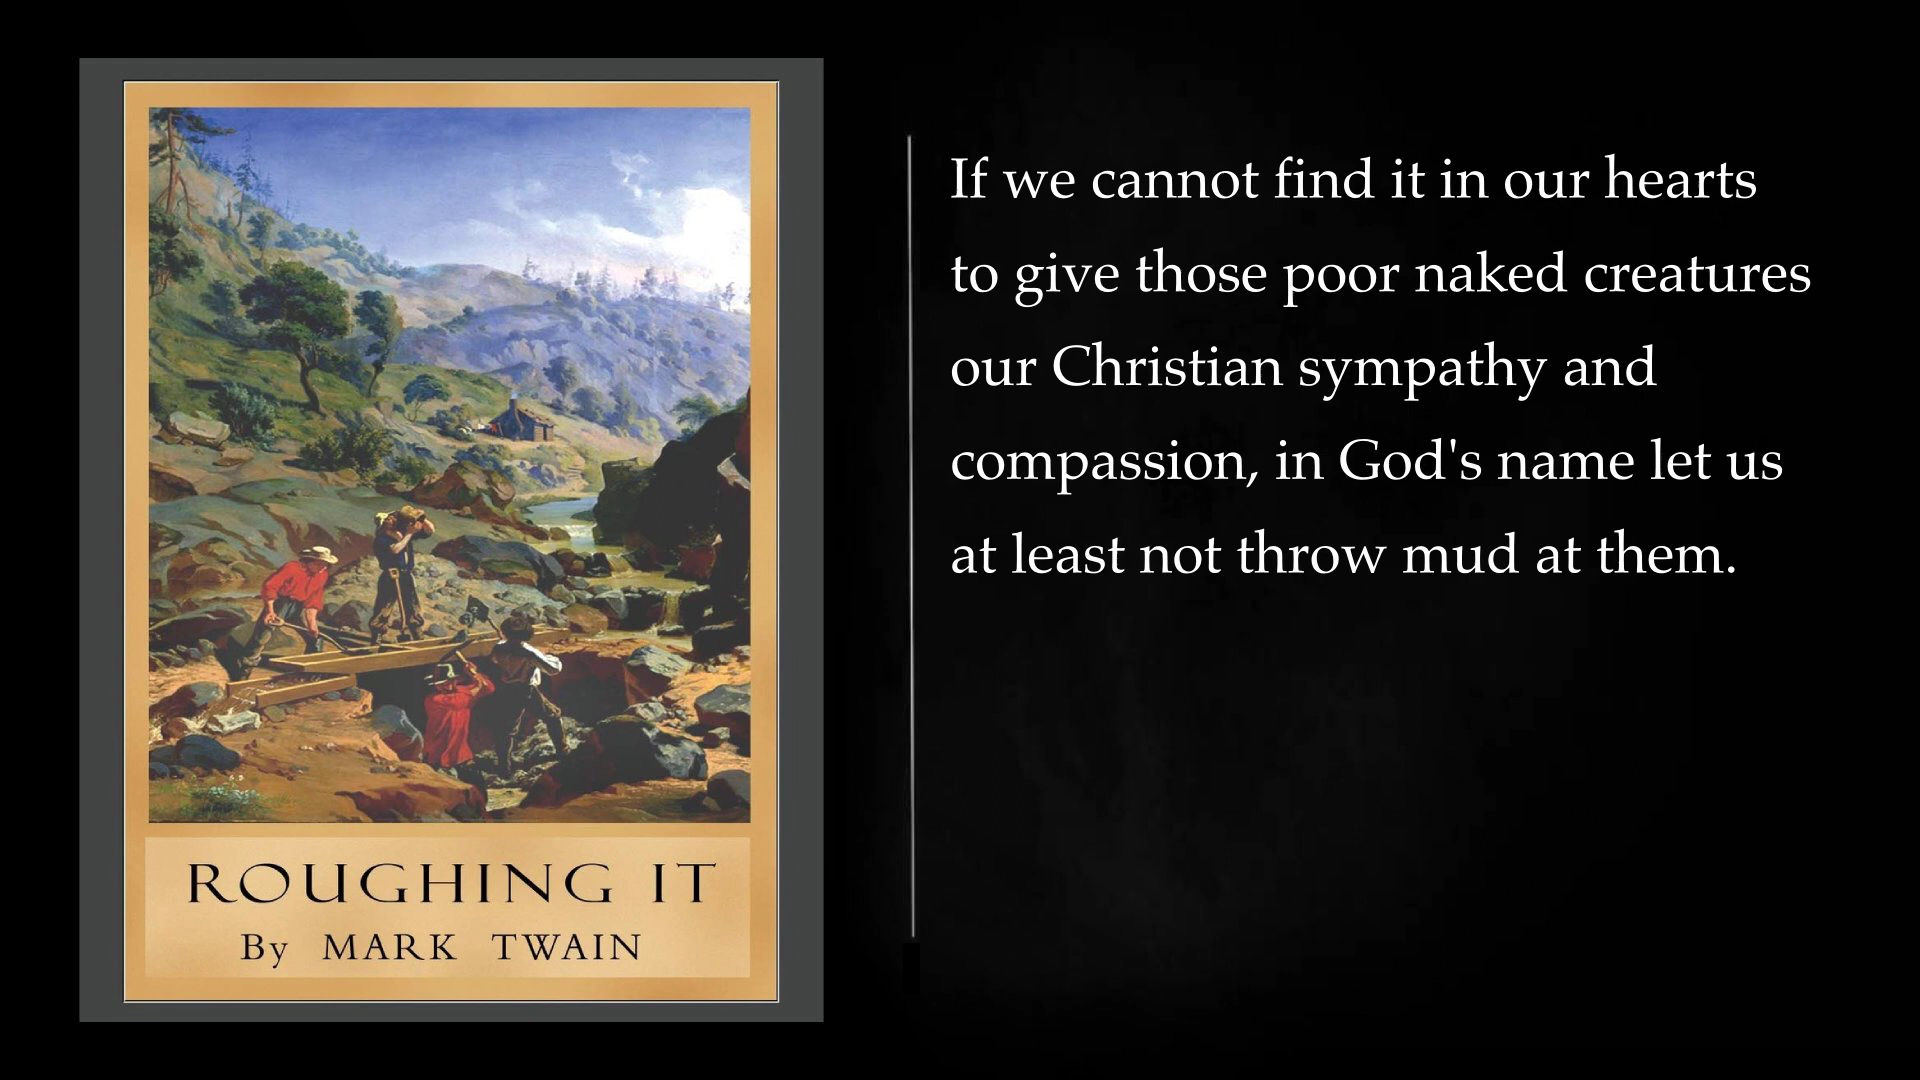 ROUGHING IT
By MARK TWAIN
If we cannot find it in our hearts
to give those poor naked creatures
our Christian sympathy and
compassion, in God's name let us
at least not throw mud at them.